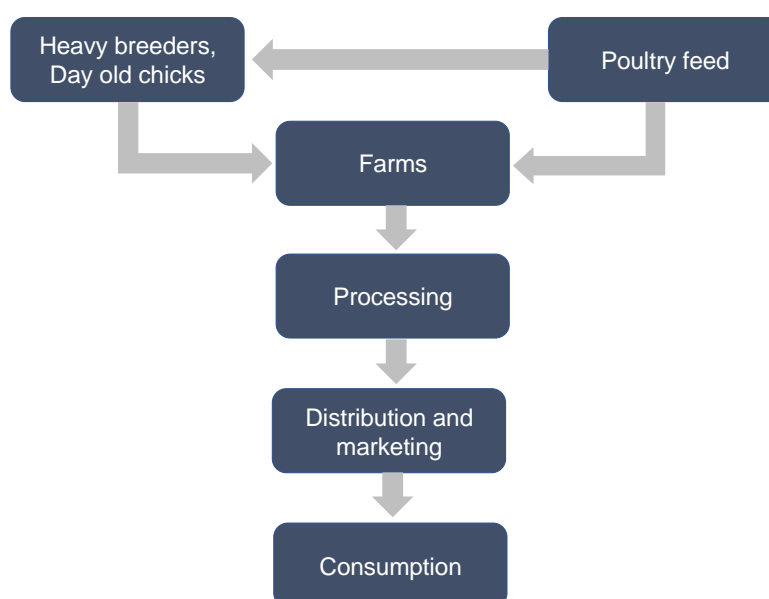 Heavy breeders,
Day old chicks
Poultry feed
Farms
Processing
Distribution and
marketing
Consumption